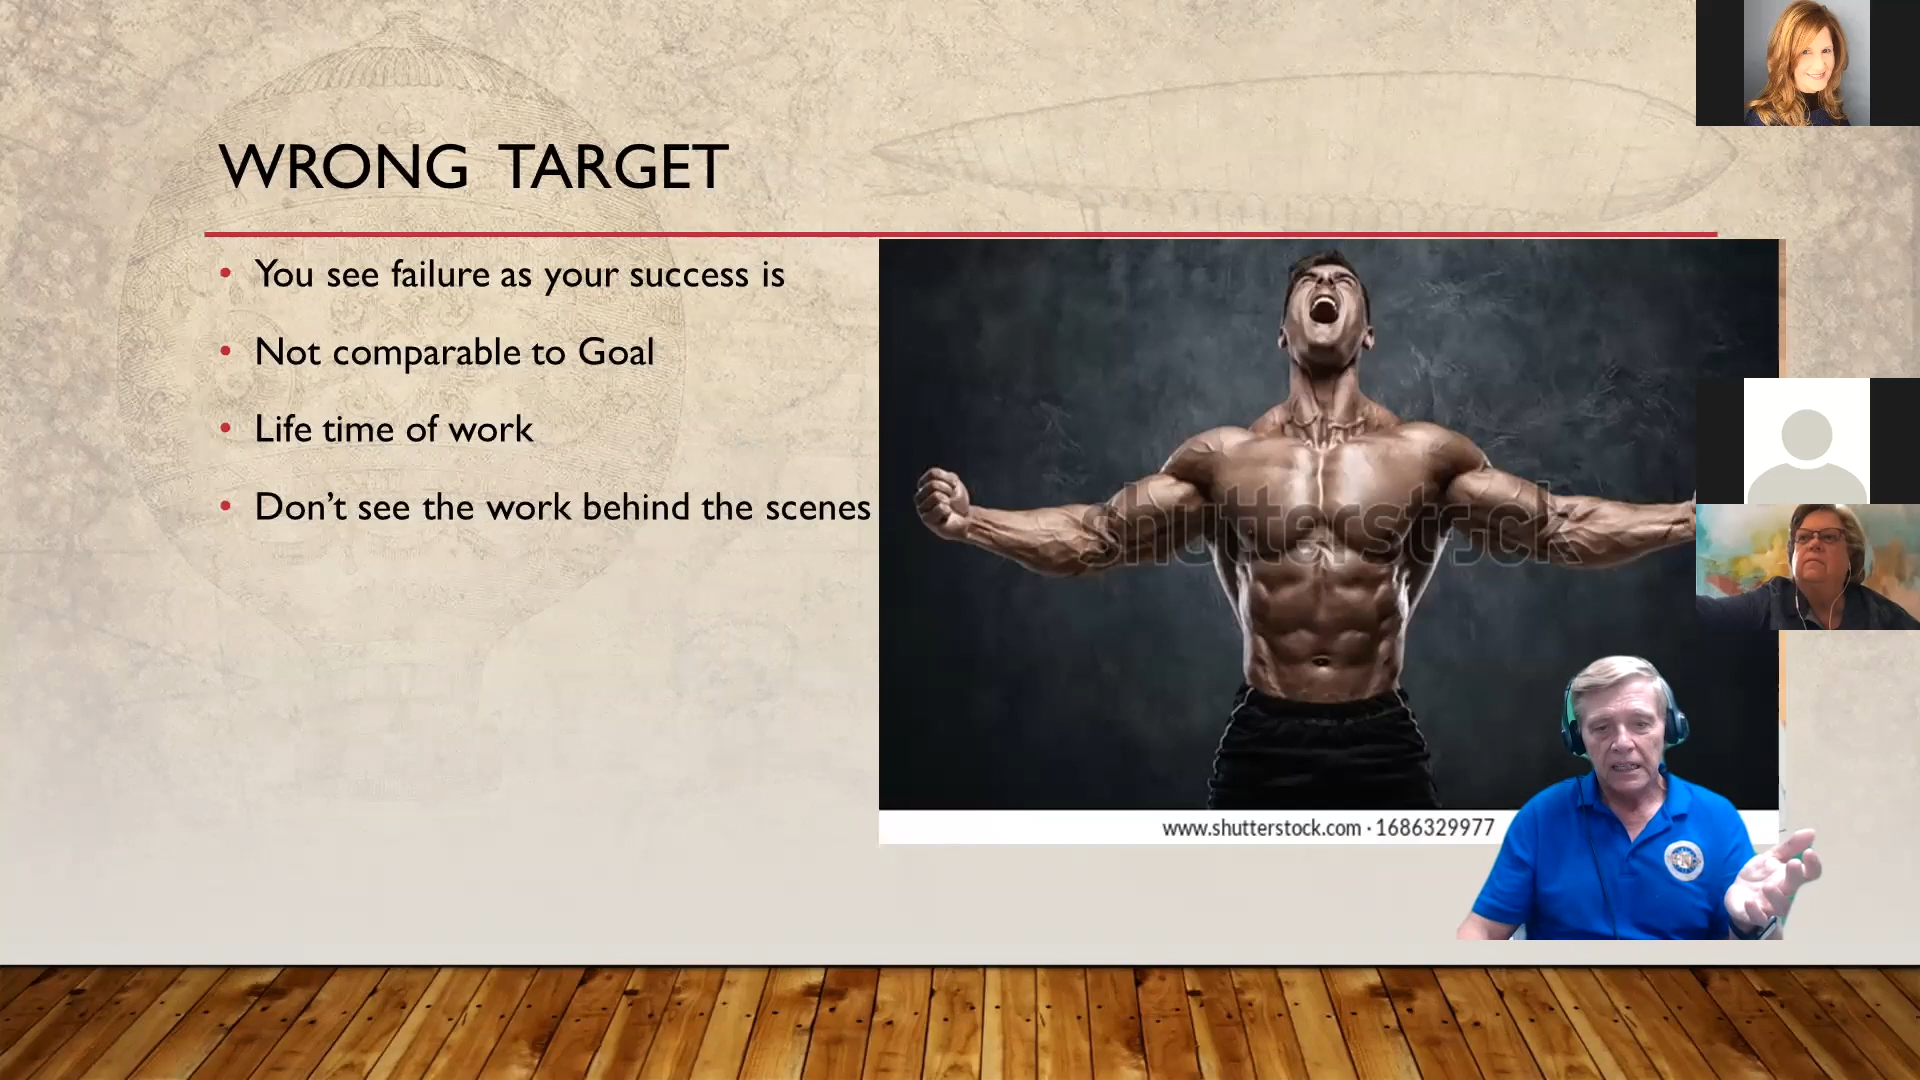 WRONG TARGET
• You see failure as your success is
• Not comparable to Goal
• Life time of work
• Don’t see the work behind the scenes
shutterstock
www.shutterstock.com · 1686329977